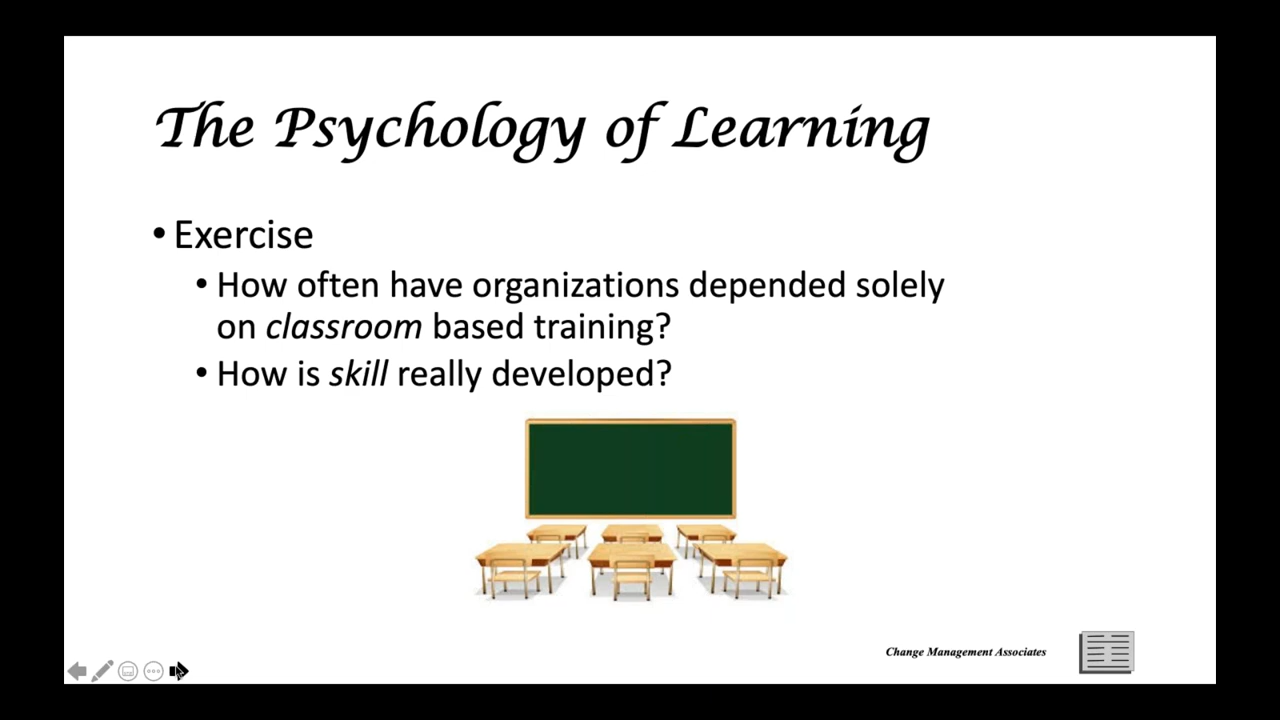 The Psychology of Learning
• Exercise
• How often have organizations depended solely
on classroom based training?
• How is skill really developed?
Change Management Associates